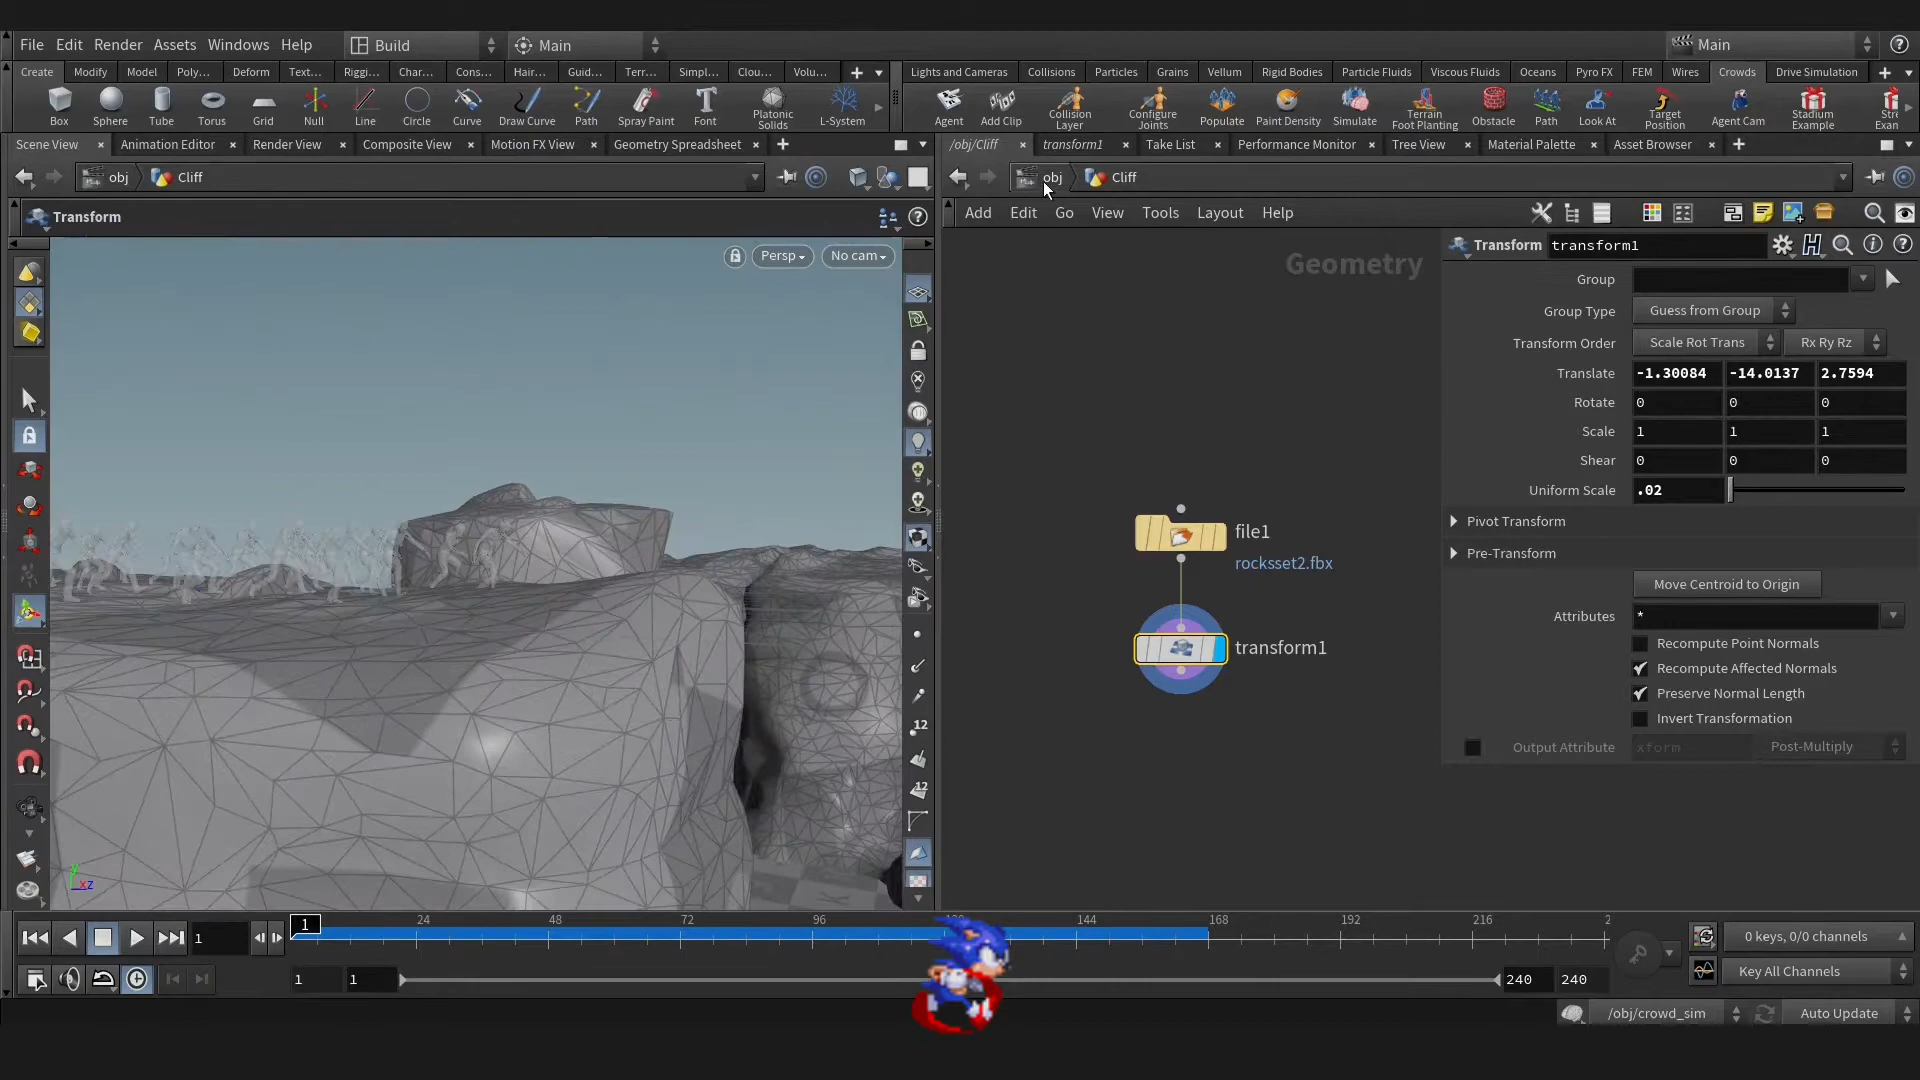 File Edit Render Assets Windows Help Build Main Main
Create Modify Model Poly... Deform Text... Riggi... Char... Cons... Hair... Guid... Terr... Simpl... Clou... Volu... Lights and Cameras Collisions Particles Grains Vellum Rigid Bodies Particle Fluids Viscous Fluids Oceans Pyro FX FEM Wires Crowds Drive Simulation
Box Sphere Tube Torus Grid Null Line Circle Curve Draw Curve Path Spray Paint Font Platonic Solids L-System Agent Add Clip Collision Layer Configure Joints Populate Paint Density Simulate Terrain Foot Planting Obstacle Path Look At Target Position Agent Cam Stadium Example Stre Exan
Scene View Animation Editor Render View Composite View Motion FX View Geometry Spreadsheet /obj/Cliff transform1 Take List Performance Monitor Tree View Material Palette Asset Browser
obj Cliff obj Cliff
Transform Add Edit Go View Tools Layout Help
Persp No cam
Geometry
Transform transform1
Group
Group Type Guess from Group
Transform Order Scale Rot Trans Rx Ry Rz
Translate -1.30084 -14.0137 2.7594
Rotate 0 0 0
Scale 1 1 1
Shear 0 0 0
Uniform Scale .02
Pivot Transform
Pre-Transform
Move Centroid to Origin
Attributes *
Recompute Point Normals
Recompute Affected Normals
Preserve Normal Length
Invert Transformation
Output Attribute xform Post-Multiply
file1
rocksset2.fbx
transform1
12
12
y
x z
1 24 48 72 96 144 168 192 216 2
1 0 keys, 0/0 channels
1 1 240 240 Key All Channels
/obj/crowd_sim Auto Update